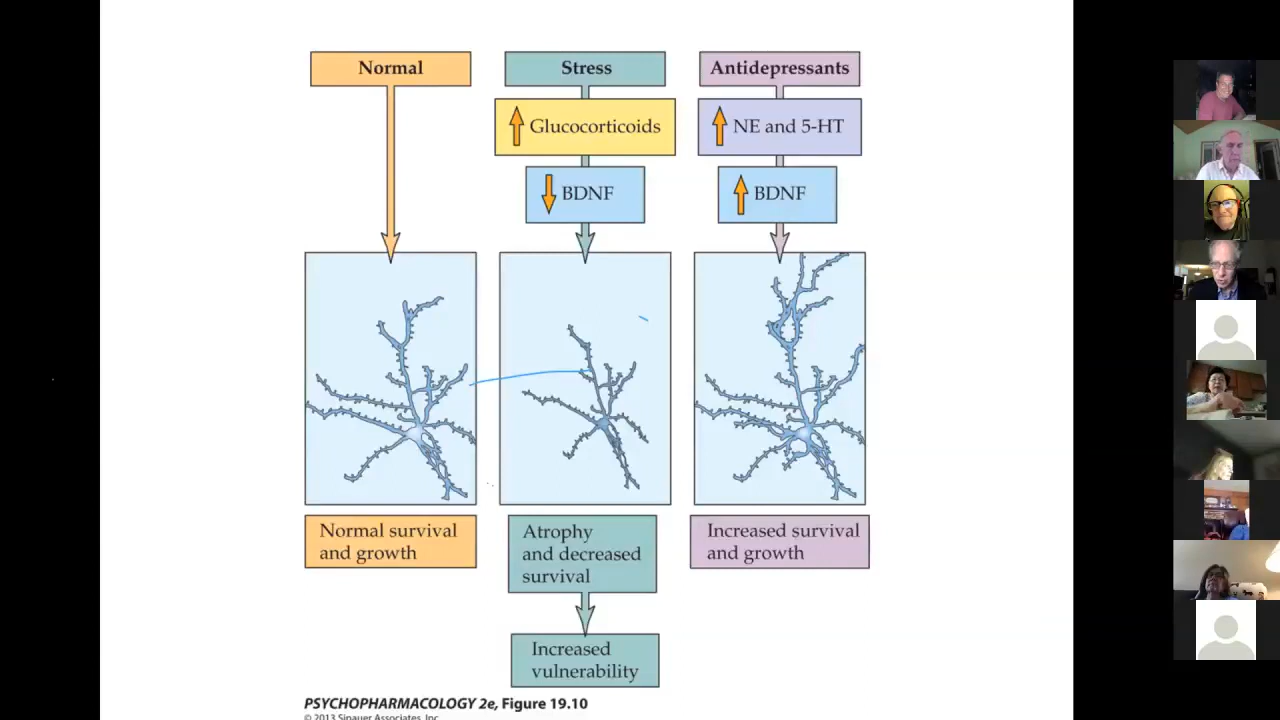 Normal
Stress
Antidepressants
Glucocorticoids
NE and 5-HT
BDNF
BDNF
Normal survival
and growth
Atrophy
and decreased
survival
Increased survival
and growth
Increased
vulnerability
PSYCHOPHARMACOLOGY 2e, Figure 19.10
© 2013 Sinauer Associates, Inc.